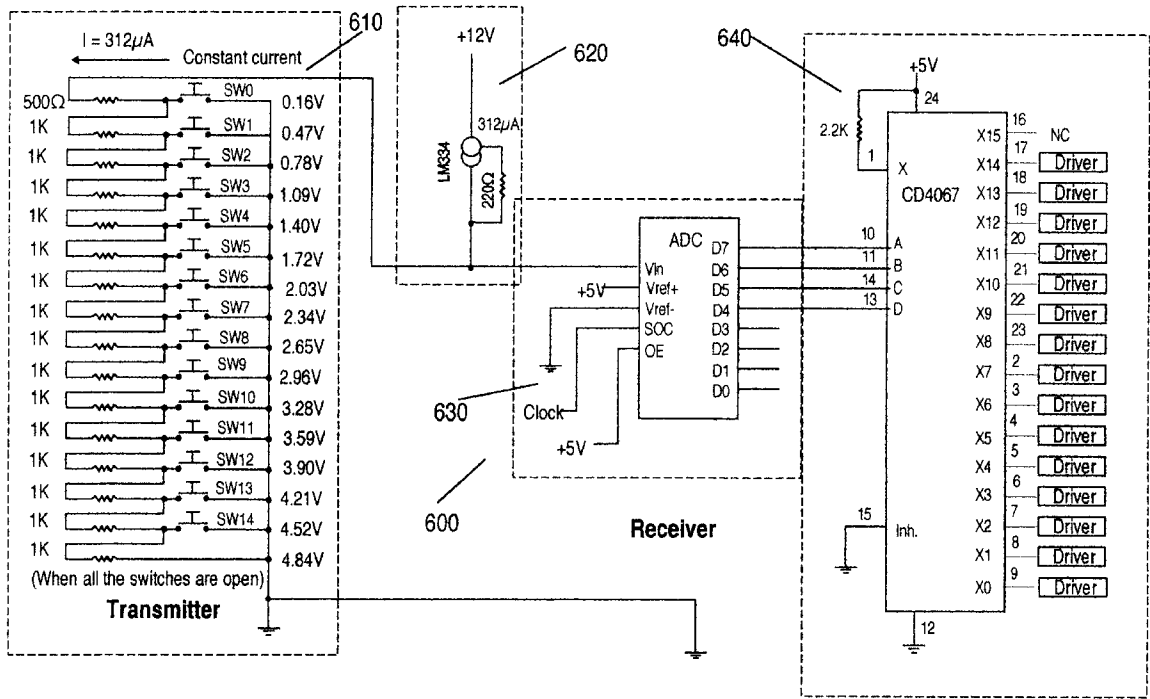 I = 312µA
Constant current
610
620
640
+12V
+5V
500Ω SW0 0.16V
1K SW1 0.47V
1K SW2 0.78V
1K SW3 1.09V
1K SW4 1.40V
1K SW5 1.72V
1K SW6 2.03V
1K SW7 2.34V
1K SW8 2.65V
1K SW9 2.96V
1K SW10 3.28V
1K SW11 3.59V
1K SW12 3.90V
1K SW13 4.21V
1K SW14 4.52V
1K 4.84V
(When all the switches are open)
Transmitter
312µA
LM334
220Ω
ADC
Vin
Vref+
Vref-
SOC
OE
D7
D6
D5
D4
D3
D2
D1
D0
+5V
630
Clock
+5V
600
Receiver
2.2K
24
1 X
CD4067
10 A
11 B
14 C
13 D
15 Inh.
12
X15 16 NC
X14 17 Driver
X13 18 Driver
X12 19 Driver
X11 20 Driver
X10 21 Driver
X9 22 Driver
X8 23 Driver
X7 2 Driver
X6 3 Driver
X5 4 Driver
X4 5 Driver
X3 6 Driver
X2 7 Driver
X1 8 Driver
X0 9 Driver